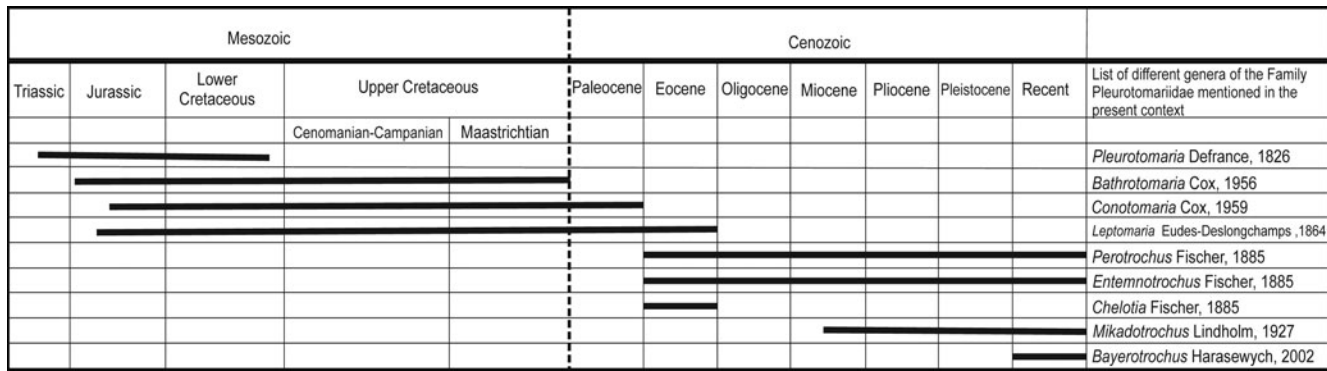 Mesozoic
Cenozoic
Triassic
Jurassic
Lower
Cretaceous
Upper Cretaceous
Paleocene
Eocene
Oligocene
Miocene
Pliocene
Pleistocene
Recent
List of different genera of the Family
Pleurotomariidae mentioned in the
present context
Cenomanian-Campanian
Maastrichtian
Pleurotomaria Defrance, 1826
Bathrotomaria Cox, 1956
Conotomaria Cox, 1959
Leptomaria Eudes-Deslongchamps ,1864
Perotrochus Fischer, 1885
Entemnotrochus Fischer, 1885
Chelotia Fischer, 1885
Mikadotrochus Lindholm, 1927
Bayerotrochus Harasewych, 2002